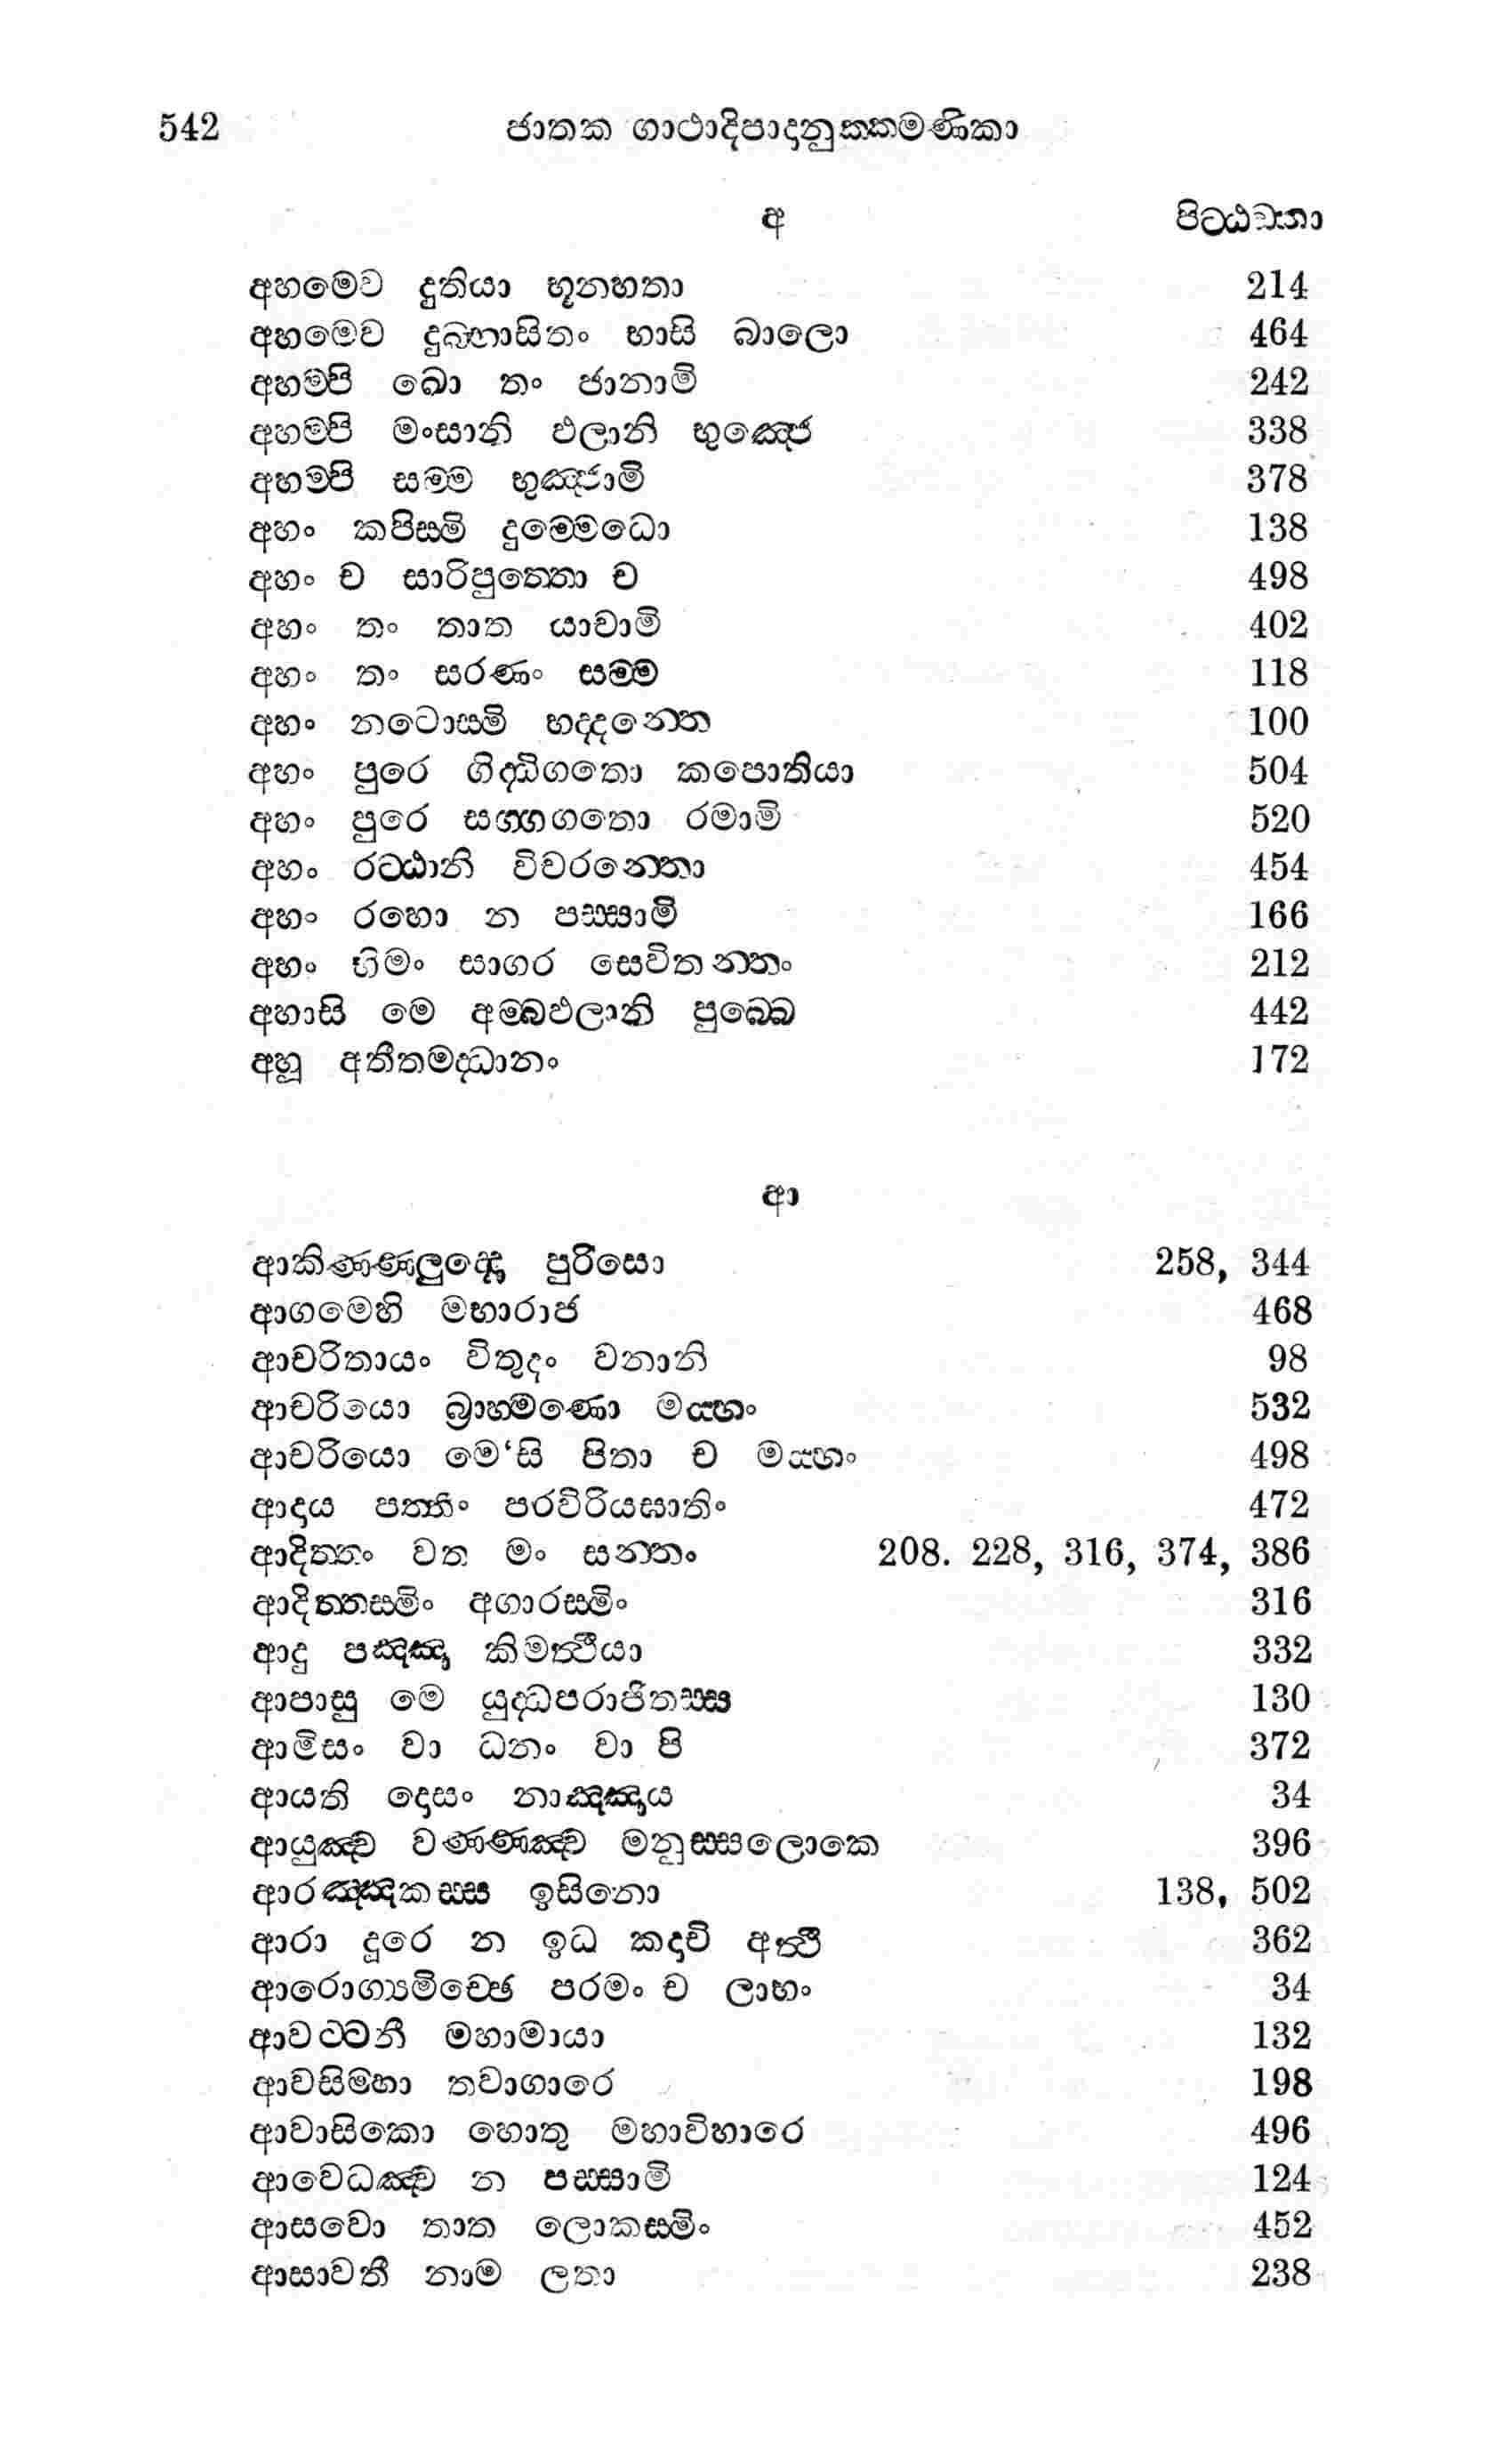 542 ජාතක ගාථාදිපාදානුක්කමණිකා
අ පිට්ඨඞ්කා
අහමෙව දුතියා භූනහතා 214
අහමෙව දුබ්භාසිතං භාසි බාලො 464
අහම්පි ඛො තං ජානාමි 242
අහම්පි මංසානි ඵලානි භුඤ්ජෙ 338
අහම්පි සම්ම භුඤ්ජාමි 378
අහං කපිස්මි දුම්මෙධො 138
අහං ච සාරිපුත්තො ච 498
අහං තං තාත යාචාමි 402
අහං තං සරණං සම්ම 118
අහං නටොස්මි භද්දන්තෙ 100
අහං පුරෙ ගිද්ධිගතො කපොතියා 504
අහං පුරෙ සග්ගගතො රමාමි 520
අහං රට්ඨානි විචරන්තො 454
අහං රහො න පස්සාමි 166
අහං හිමං සාගර සෙවිතන්තං 212
අහාසි මෙ අම්බඵලානි පුබ්බෙ 442
අහූ අතීතමද්ධානං 172
ආ
ආකිණ්ණලුද්දො පුරිසො 258, 344
ආගමෙහි මහාරාජ 468
ආචරිතායං විතුදං වනානි 98
ආචරියො බ්‍රාහ්මණො මය්හං 532
ආචරියො මෙ‘සි පිතා ච මය්හං 498
ආදාය පත්තිං පරවිරියඝාතිං 472
ආදිත්තං වත මං සන්තං 208. 228, 316, 374, 386
ආදිත්තස්මිං අගාරස්මිං 316
ආදු පඤ්ඤා කිමත්ථියා 332
ආපාසු මෙ යුද්ධපරාජිතස්ස 130
ආමිසං වා ධනං වා පි 372
ආයති දොසං නාඤ්ඤාය 34
ආයුඤ්ච වණ්ණඤ්ච මනුස්සලොකෙ 396
ආරඤ්ඤිකස්ස ඉසිනො 138, 502
ආරා දූරෙ න ඉධ කදාචි අත්ථි 362
ආරොග්‍යමිච්ඡෙ පරමං ච ලාභං 34
ආවට්ටනී මහාමායා 132
ආවසිම්හා තවාගාරෙ 198
ආවාසිකො හොතු මහාවිහාරෙ 496
ආවෙධඤ්ච න පස්සාමි 124
ආසවො තාත ලොකස්මිං 452
ආසාවතී නාම ලතා 238